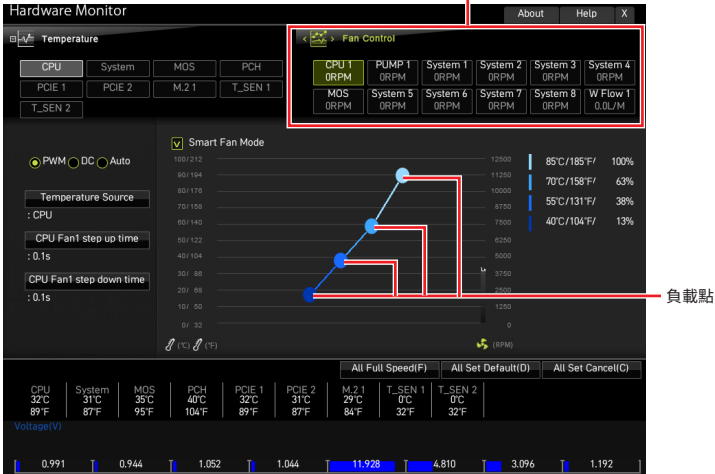 Hardware Monitor
About Help X
Temperature
CPU System MOS PCH
PCIE 1 PCIE 2 M.2 1 T_SEN 1
T_SEN 2
< > Fan Control
CPU 1 PUMP 1 System 1 System 2 System 3 System 4
0RPM 0RPM 0RPM 0RPM 0RPM 0RPM
MOS System 5 System 6 System 7 System 8 W Flow 1
0RPM 0RPM 0RPM 0RPM 0RPM 0.0L/M
PWM DC Auto
Temperature Source
: CPU
CPU Fan1 step up time
: 0.1s
CPU Fan1 step down time
: 0.1s
V Smart Fan Mode
100/212 12500
90/194 11250
80/176 10000
70/158 8750
60/140 7500
50/122 6250
40/104 5000
30/ 86 3750
20/ 68 2500
10/ 50 1250
0/ 32 0
(°C) (°F) (RPM)
85°C/185°F/ 100%
70°C/158°F/ 63%
55°C/131°F/ 38%
40°C/104°F/ 13%
負載點
All Full Speed(F) All Set Default(D) All Set Cancel(C)
CPU System MOS PCH PCIE 1 PCIE 2 M.2 1 T_SEN 1 T_SEN 2
32°C 31°C 35°C 40°C 32°C 31°C 29°C 0°C 0°C
89°F 87°F 95°F 104°F 89°F 87°F 84°F 32°F 32°F
Voltage(V)
0.991 0.944 1.052 1.044 11.928 4.810 3.096 1.192